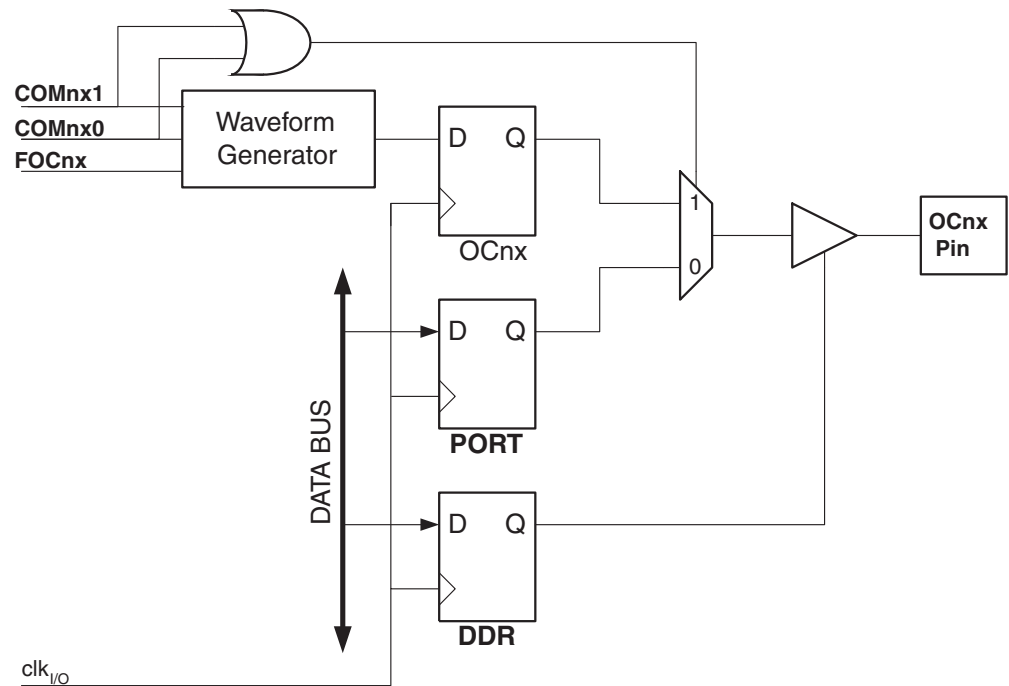 COMnx1
COMnx0
FOCnx
Waveform
Generator
D Q
OCnx
1
0
OCnx
Pin
D Q
PORT
DATA BUS
D Q
DDR
clkI/O